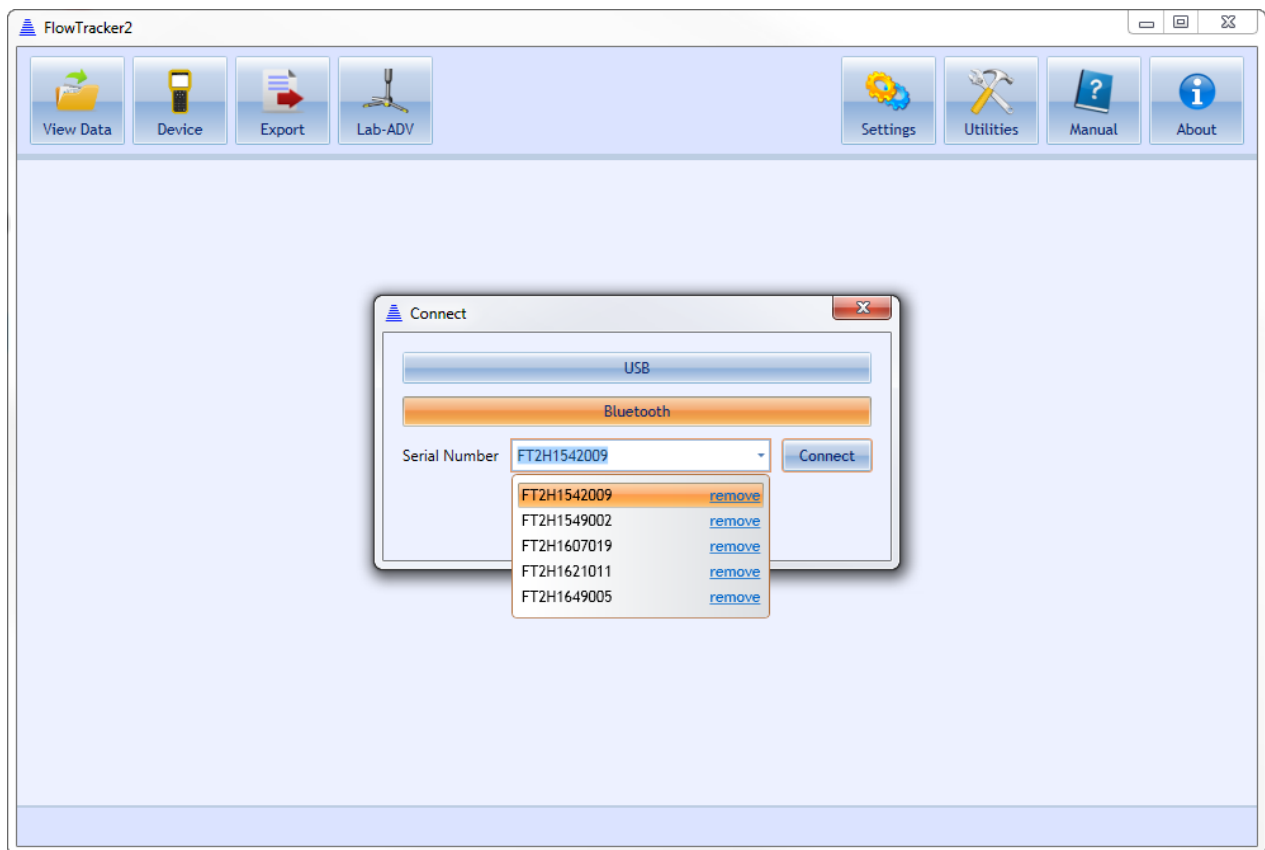 FlowTracker2
View Data Device Export Lab-ADV Settings Utilities Manual About
Connect
USB
Bluetooth
Serial Number FT2H1542009 Connect
FT2H1542009 remove
FT2H1549002 remove
FT2H1607019 remove
FT2H1621011 remove
FT2H1649005 remove